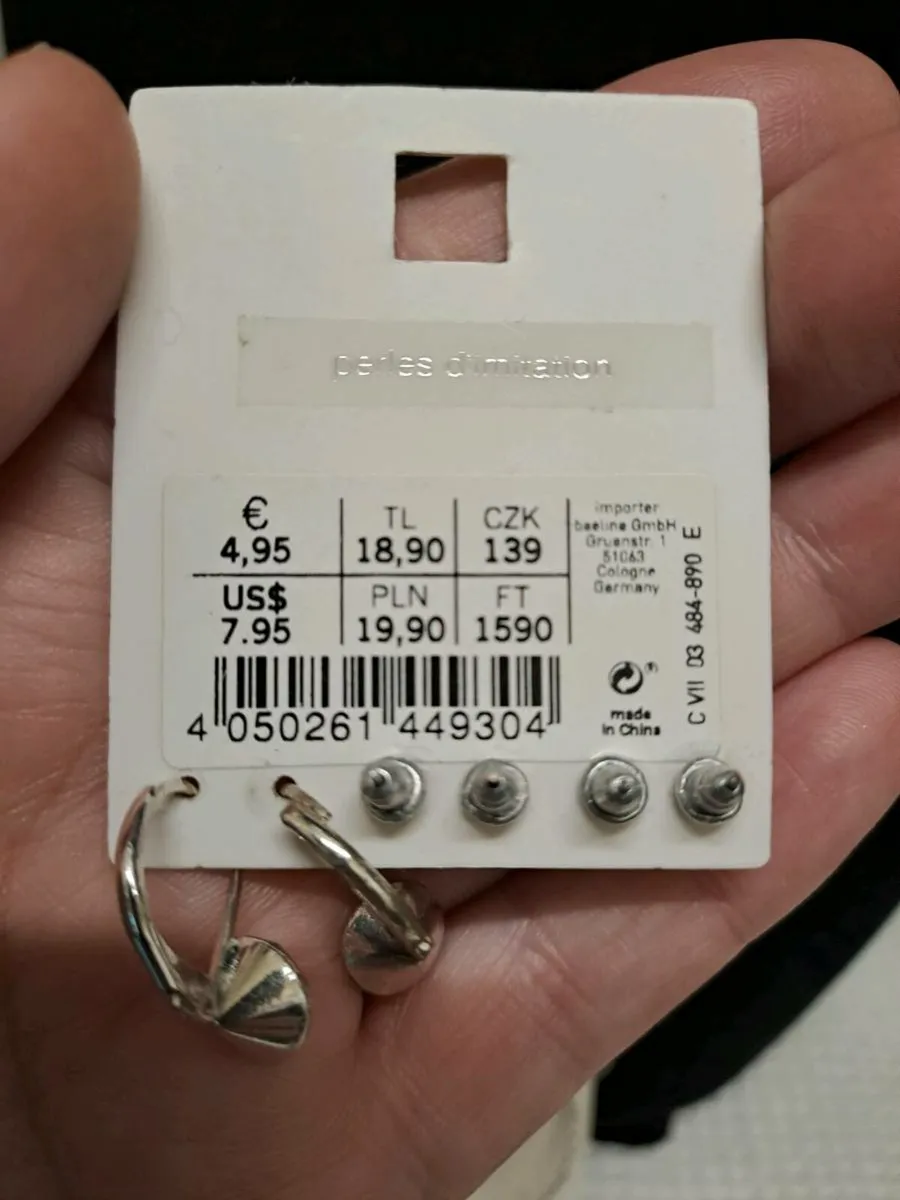 perles d'imitation
€ TL CZK
4,95 18,90 139
US$ PLN FT
7.95 19,90 1590
Importer
beeline GmbH
Gruenstr. 1
51063
Cologne
Germany
C VII 03 484-890 E
made
in China
4 050261 449304